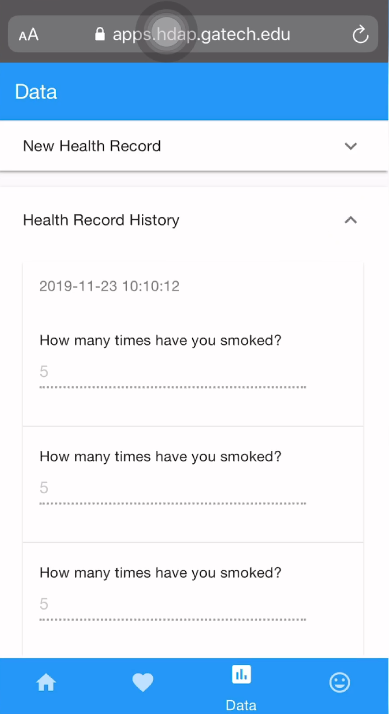 AA apps.hdap.gatech.edu
Data
New Health Record
Health Record History
2019-11-23 10:10:12
How many times have you smoked?
5
How many times have you smoked?
5
How many times have you smoked?
5
Data